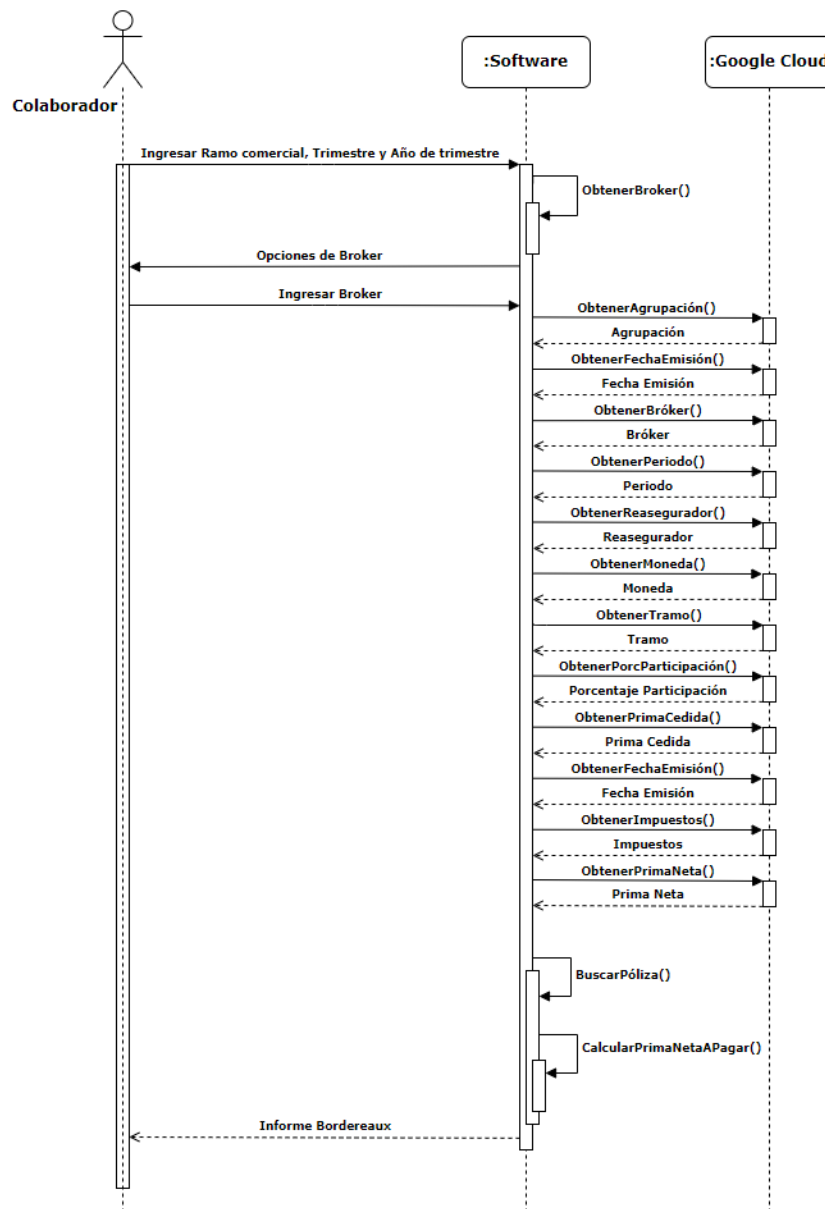 :Software
:Google Cloud
Colaborador
Ingresar Ramo comercial, Trimestre y Año de trimestre
ObtenerBroker()
Opciones de Broker
Ingresar Broker
ObtenerAgrupación()
Agrupación
ObtenerFechaEmisión()
Fecha Emisión
ObtenerBróker()
Bróker
ObtenerPeriodo()
Periodo
ObtenerReasegurador()
Reasegurador
ObtenerMoneda()
Moneda
ObtenerTramo()
Tramo
ObtenerPorcParticipación()
Porcentaje Participación
ObtenerPrimaCedida()
Prima Cedida
ObtenerFechaEmisión()
Fecha Emisión
ObtenerImpuestos()
Impuestos
ObtenerPrimaNeta()
Prima Neta
BuscarPóliza()
CalcularPrimaNetaAPagar()
Informe Bordereaux